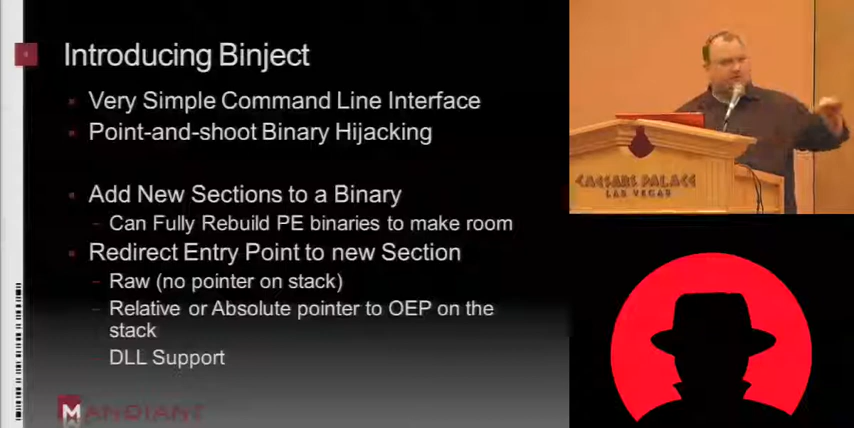 Introducing Binject
Very Simple Command Line Interface
Point-and-shoot Binary Hijacking
Add New Sections to a Binary
Can Fully Rebuild PE binaries to make room
Redirect Entry Point to new Section
Raw (no pointer on stack)
Relative or Absolute pointer to OEP on the
stack
DLL Support
MANDIANT
CAESARS PALACE
LAS VEGAS